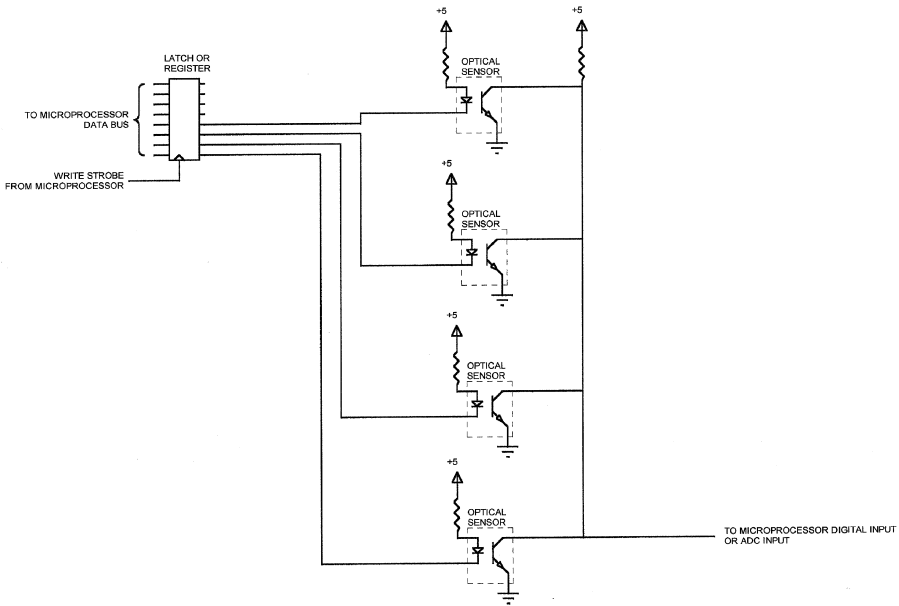 +5
+5
LATCH OR
REGISTER
OPTICAL
SENSOR
TO MICROPROCESSOR
DATA BUS
WRITE STROBE
FROM MICROPROCESSOR
+5
OPTICAL
SENSOR
+5
OPTICAL
SENSOR
+5
OPTICAL
SENSOR
TO MICROPROCESSOR DIGITAL INPUT
OR ADC INPUT